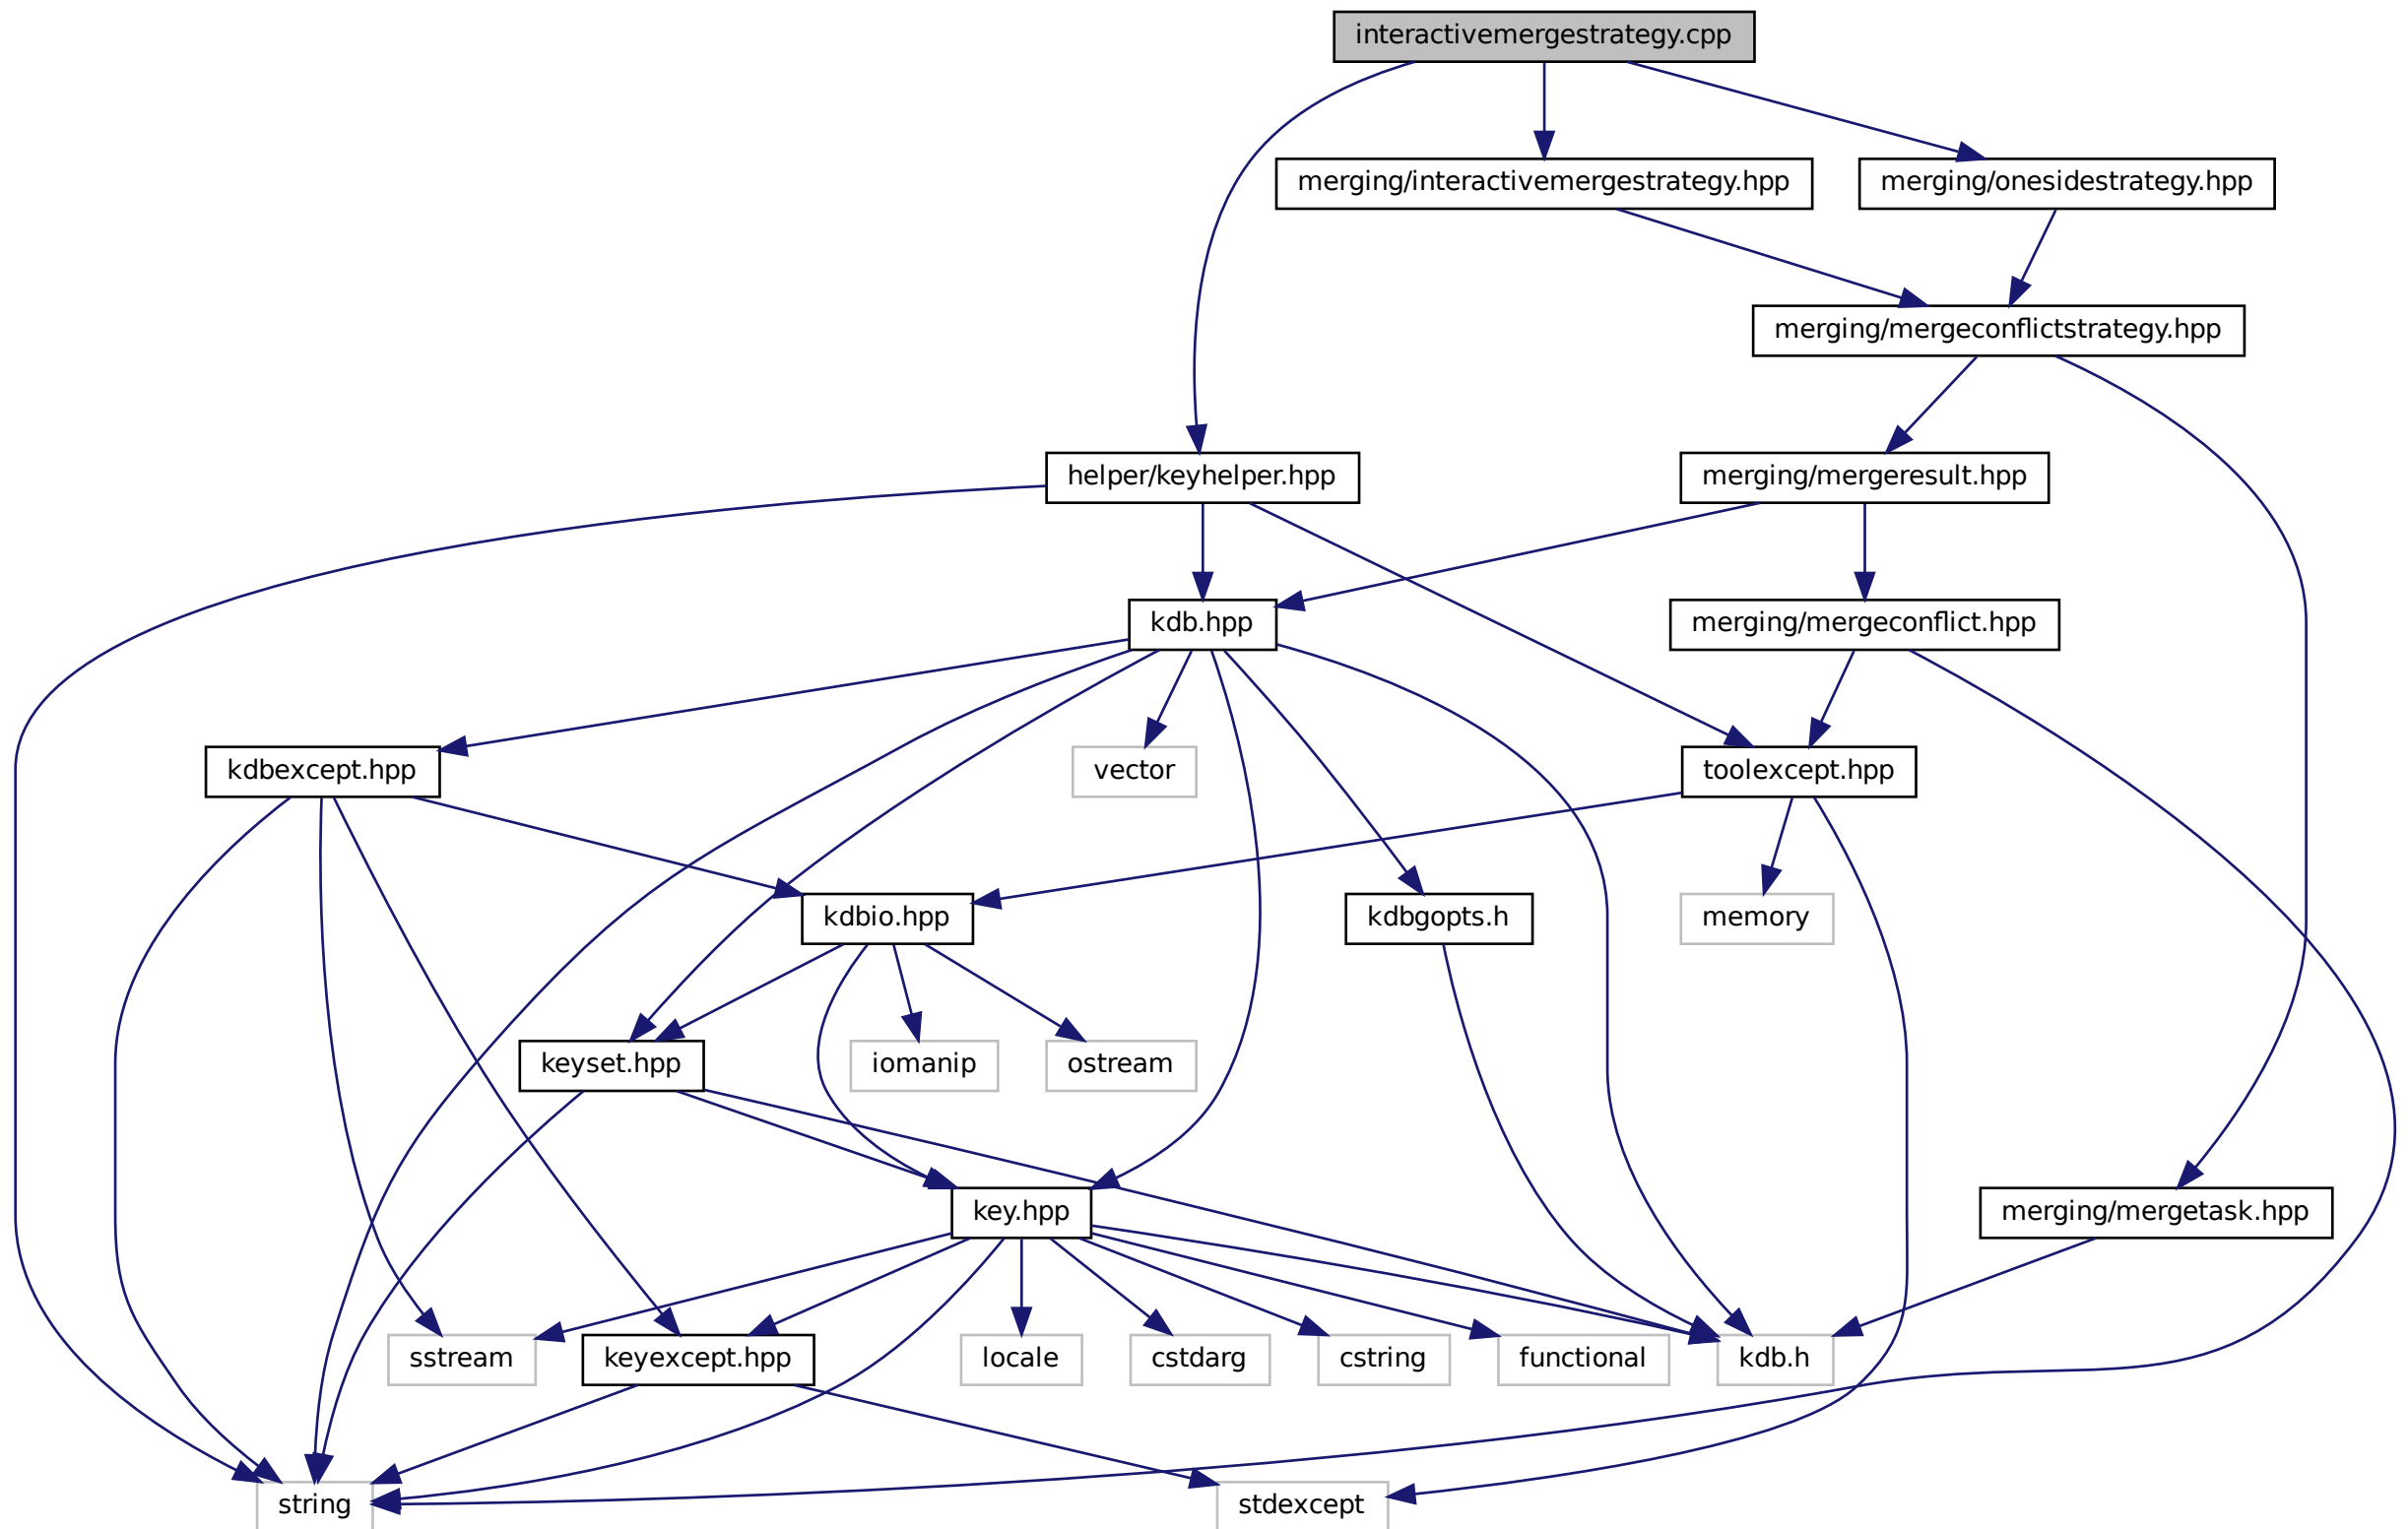 interactivemergestrategy.cpp
merging/interactivemergestrategy.hpp
merging/onesidestrategy.hpp
merging/mergeconflictstrategy.hpp
helper/keyhelper.hpp
merging/mergeresult.hpp
kdb.hpp
merging/mergeconflict.hpp
kdbexcept.hpp
vector
toolexcept.hpp
kdbio.hpp
kdbgopts.h
memory
keyset.hpp
iomanip
ostream
key.hpp
merging/mergetask.hpp
sstream
keyexcept.hpp
locale
cstdarg
cstring
functional
kdb.h
string
stdexcept